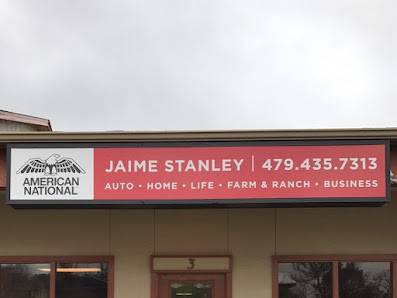 AMERICAN
NATIONAL
JAIME STANLEY | 479.435.7313
AUTO • HOME • LIFE • FARM & RANCH • BUSINESS
3